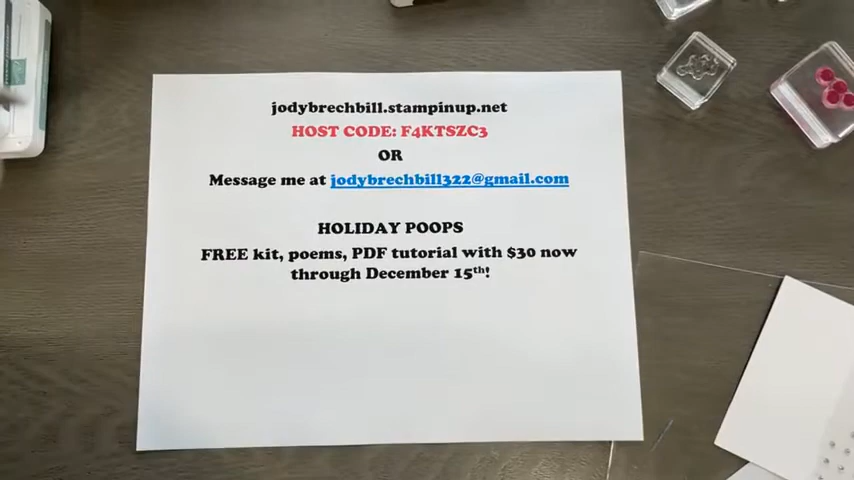 jodybrechbill.stampinup.net
HOST CODE: F4KTSZC3
OR
Message me at jodybrechbill322@gmail.com
HOLIDAY POOPS
FREE kit, poems, PDF tutorial with $30 now
through December 15th!